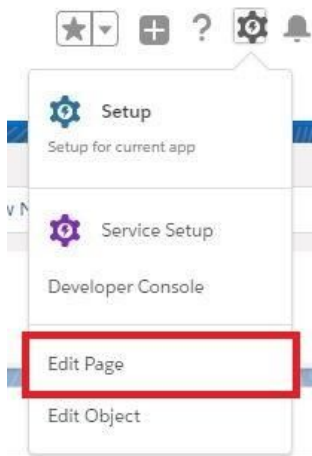 Setup
Setup for current app
v N
Service Setup
Developer Console
Edit Page
Edit Object